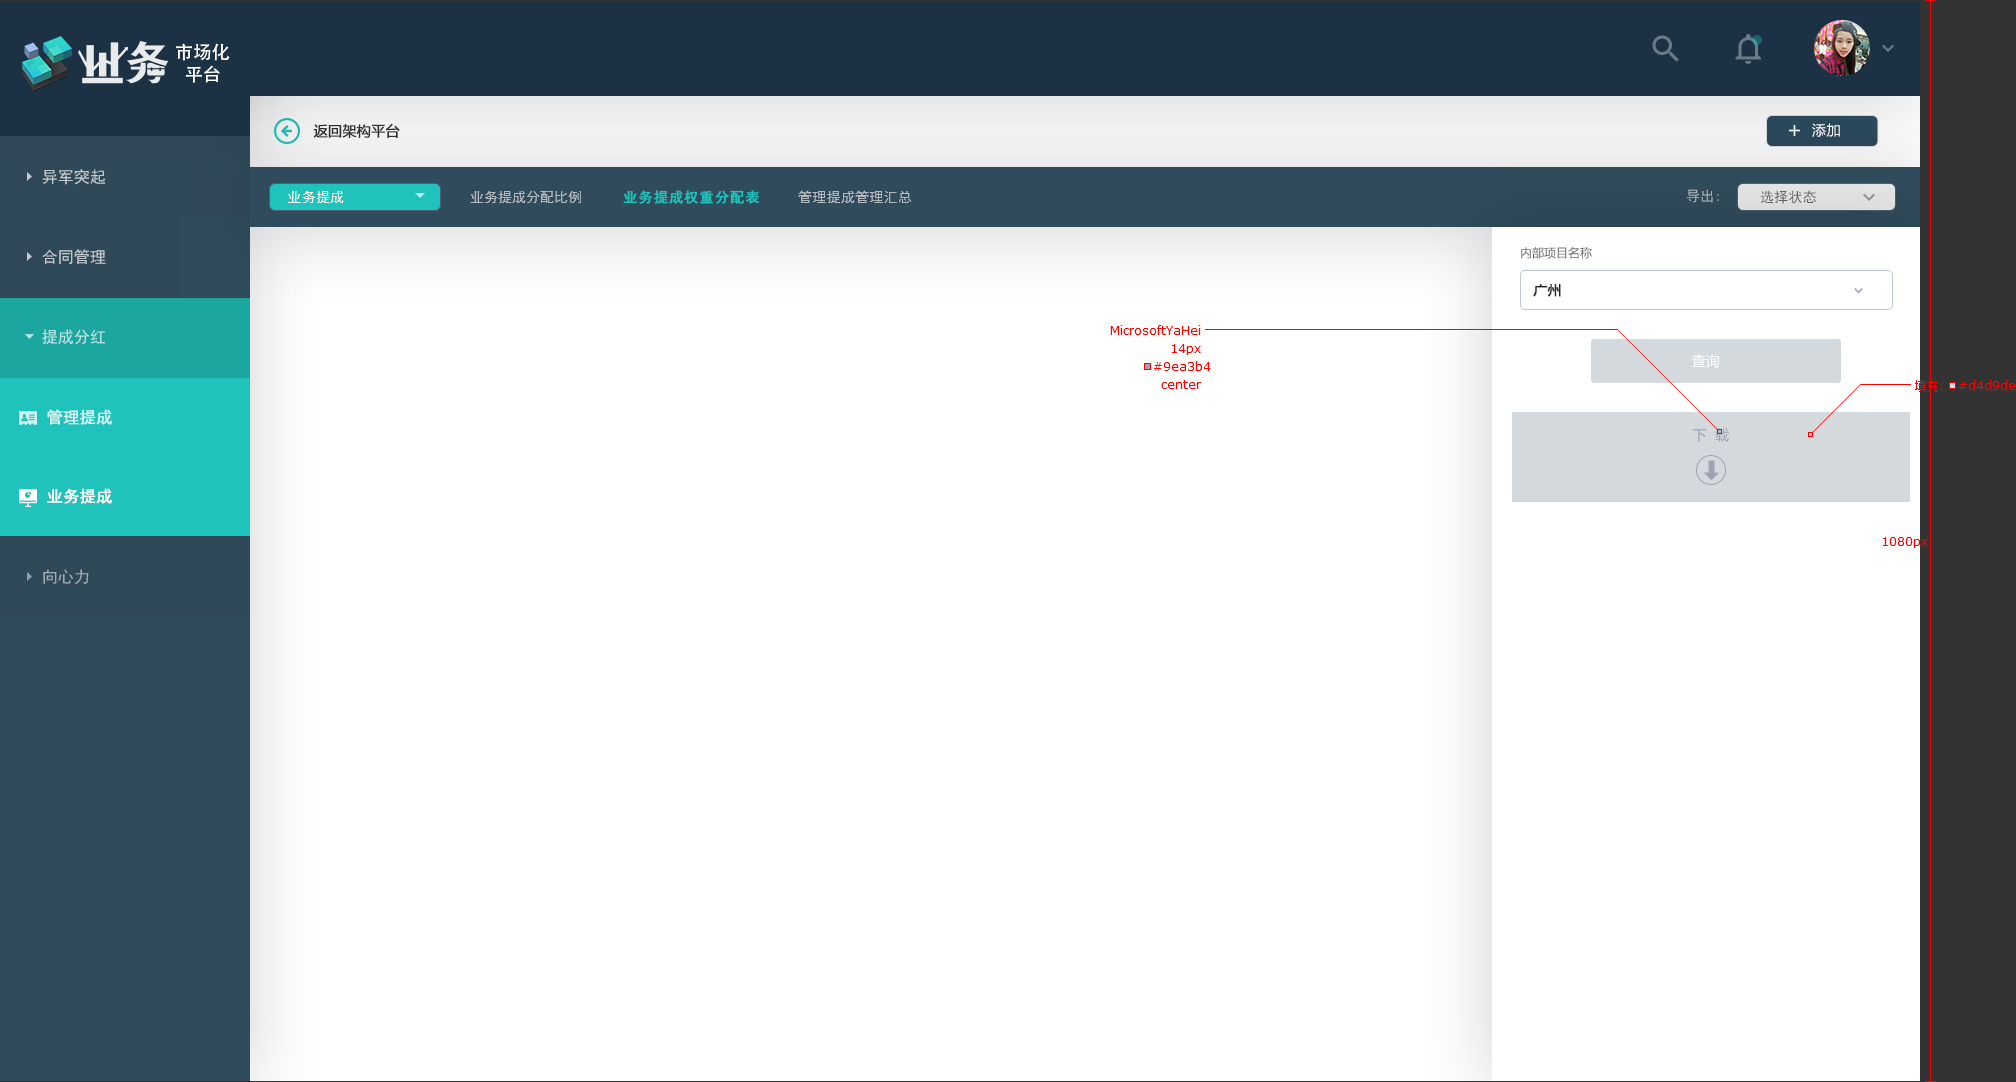 业务
市场化
平台
返回架构平台
添加
异军突起
业务提成
业务提成分配比例
业务提成权重分配表
管理提成管理汇总
导出：
选择状态
合同管理
内部项目名称
广州
提成分红
MicrosoftYaHei
14px
#9ea3b4
center
查询
填充：#d4d9de
管理提成
下 载
业务提成
1080px
向心力